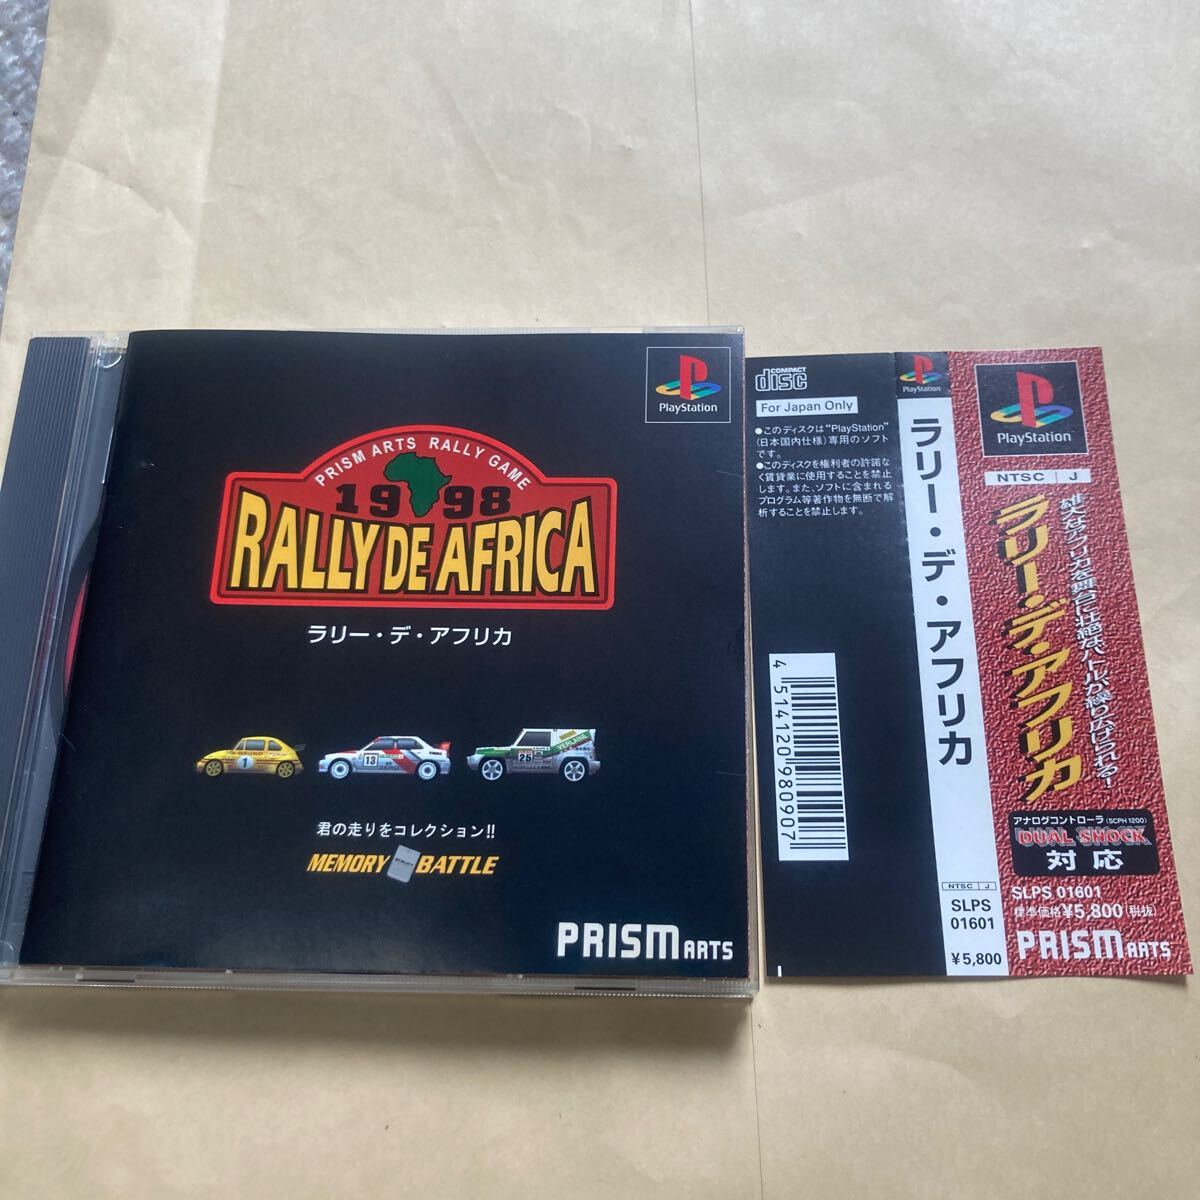 PlayStation
PRISM ARTS RALLY GAME
1998
RALLY DE AFRICA
ラリー・デ・アフリカ
1
13
25
VERLAINE
君の走りをコレクション!!
MEMORY BATTLE
PRISM ARTS
COMPACT
disc
For Japan Only
●このディスクは“PlayStation”
(日本国内仕様)専用のソフト
です。
●このディスクを権利者の許諾な
く賃貸業に使用することを禁止
します。また、ソフトに含まれる
プログラム等著作物を無断で解
析することを禁止します。
4 514120 980907
PlayStation
ラリー・デ・アフリカ
NTSC J
SLPS
01601
¥5,800
PlayStation
NTSC J
雄大なアフリカを舞台に壮絶なバトルが繰り広げられる!
ラリー・デ・アフリカ
アナログコントローラ(SCPH1200)
DUAL SHOCK
対応
SLPS 01601
標準価格¥5,800(税抜)
PRISM ARTS